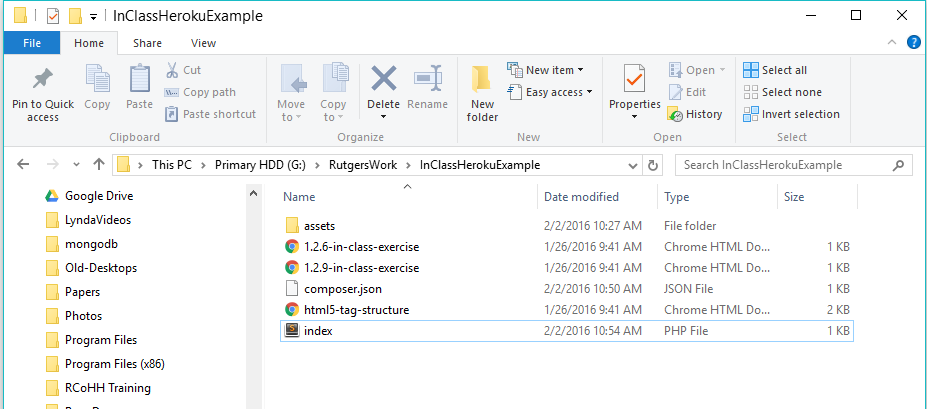 InClassHerokuExample
File Home Share View
Pin to Quick access Copy Paste Cut Copy path Paste shortcut Move to Copy to Delete Rename New folder New item Easy access Properties Open Edit History Select all Select none Invert selection
Clipboard Organize New Open Select
This PC Primary HDD (G:) RutgersWork InClassHerokuExample Search InClassHerokuExample
Google Drive
LyndaVideos
mongodb
Old-Desktops
Papers
Photos
Program Files
Program Files (x86)
RCoHH Training
Name Date modified Type Size
assets 2/2/2016 10:27 AM File folder
1.2.6-in-class-exercise 1/26/2016 9:41 AM Chrome HTML Do... 1 KB
1.2.9-in-class-exercise 1/26/2016 9:41 AM Chrome HTML Do... 1 KB
composer.json 2/2/2016 10:50 AM JSON File 1 KB
html5-tag-structure 1/26/2016 9:41 AM Chrome HTML Do... 2 KB
index 2/2/2016 10:54 AM PHP File 1 KB